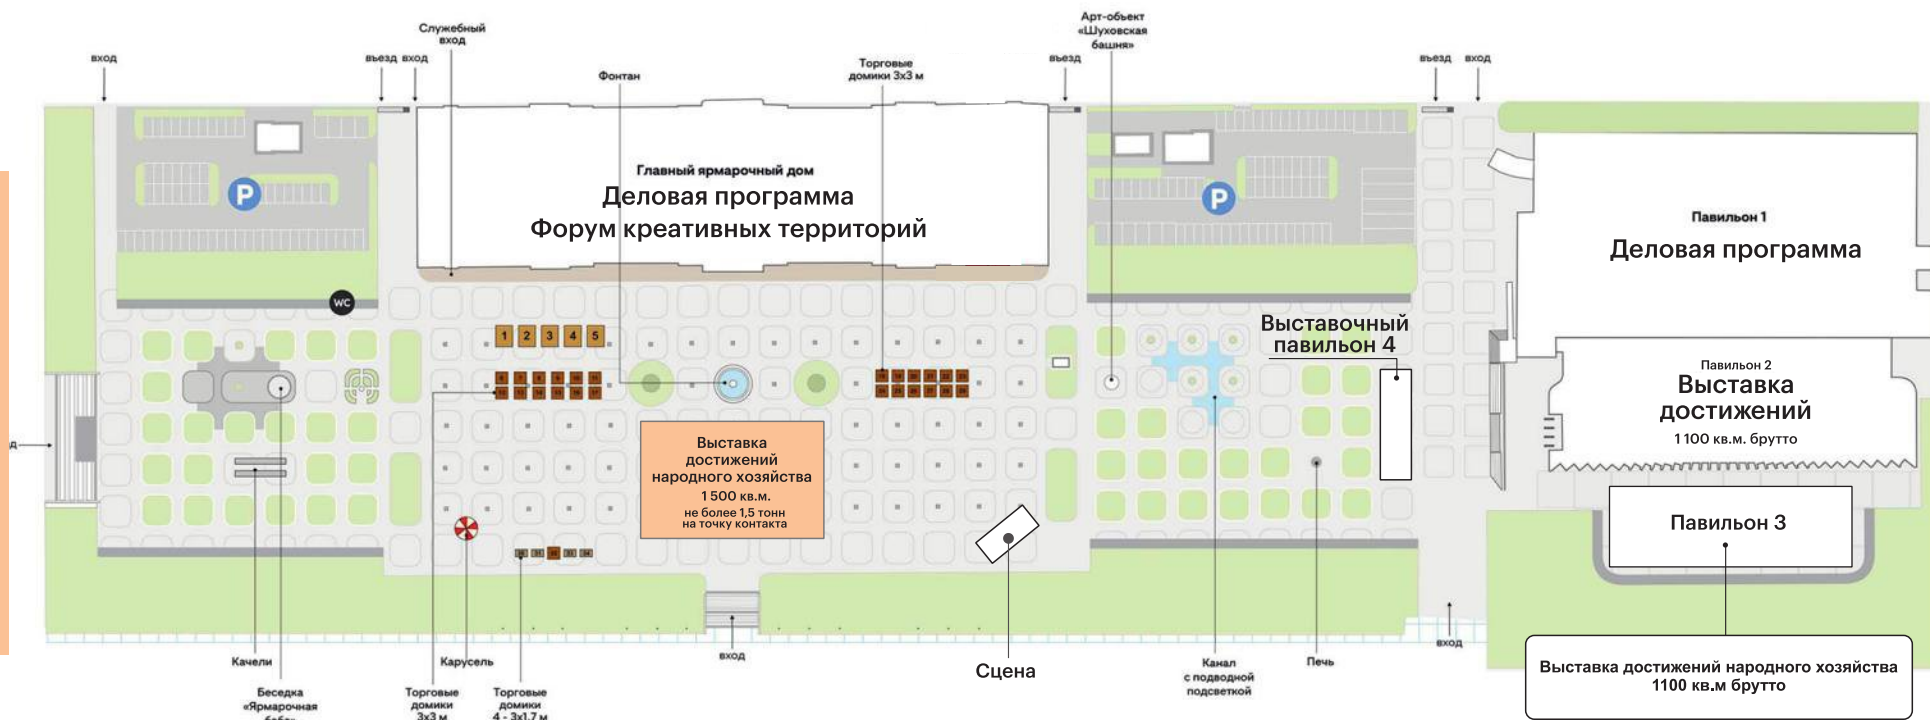 Арт-объект
«Шуховская
башня»
Служебный
вход
вход
въезд
вход
Фонтан
Торговые
домики 3х3 м
въезд
въезд
вход
Главный ярмарочный дом
Деловая программа
Форум креативных территорий
P
P
Павильон 1
Деловая программа
WC
1 2 3 4 5
Выставочный
павильон 4
Павильон 2
Выставка
достижений
1100 кв.м. брутто
Выставка
достижений
народного хозяйства
1 500 кв.м.
не более 1,5 тонн
на точку контакта
Павильон 3
Качели
Карусель
вход
Сцена
Канал
с подводной
подсветкой
Печь
вход
Выставка достижений народного хозяйства
1100 кв.м брутто
Беседка
«Ярмарочная
Торговые
домики
3х3 м
Торговые
домики
4 - 3х1,7 м